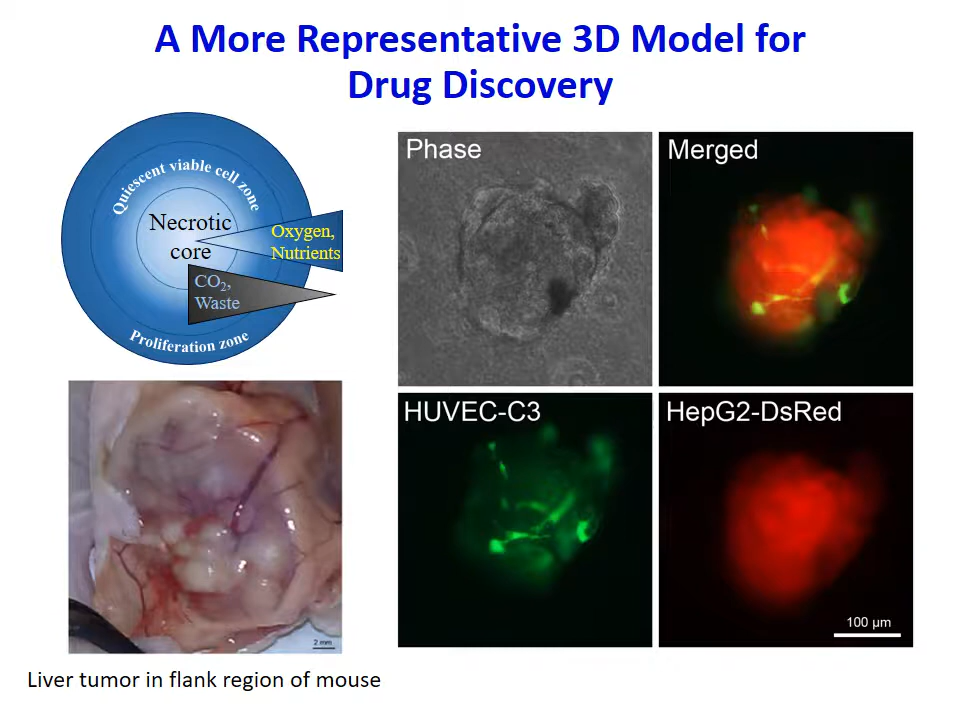 A More Representative 3D Model for
Drug Discovery
Quiescent viable cell zone
Necrotic
core
Oxygen,
Nutrients
CO₂,
Waste
Proliferation zone
Phase
Merged
HUVEC-C3
HepG2-DsRed
100 µm
2 mm
Liver tumor in flank region of mouse